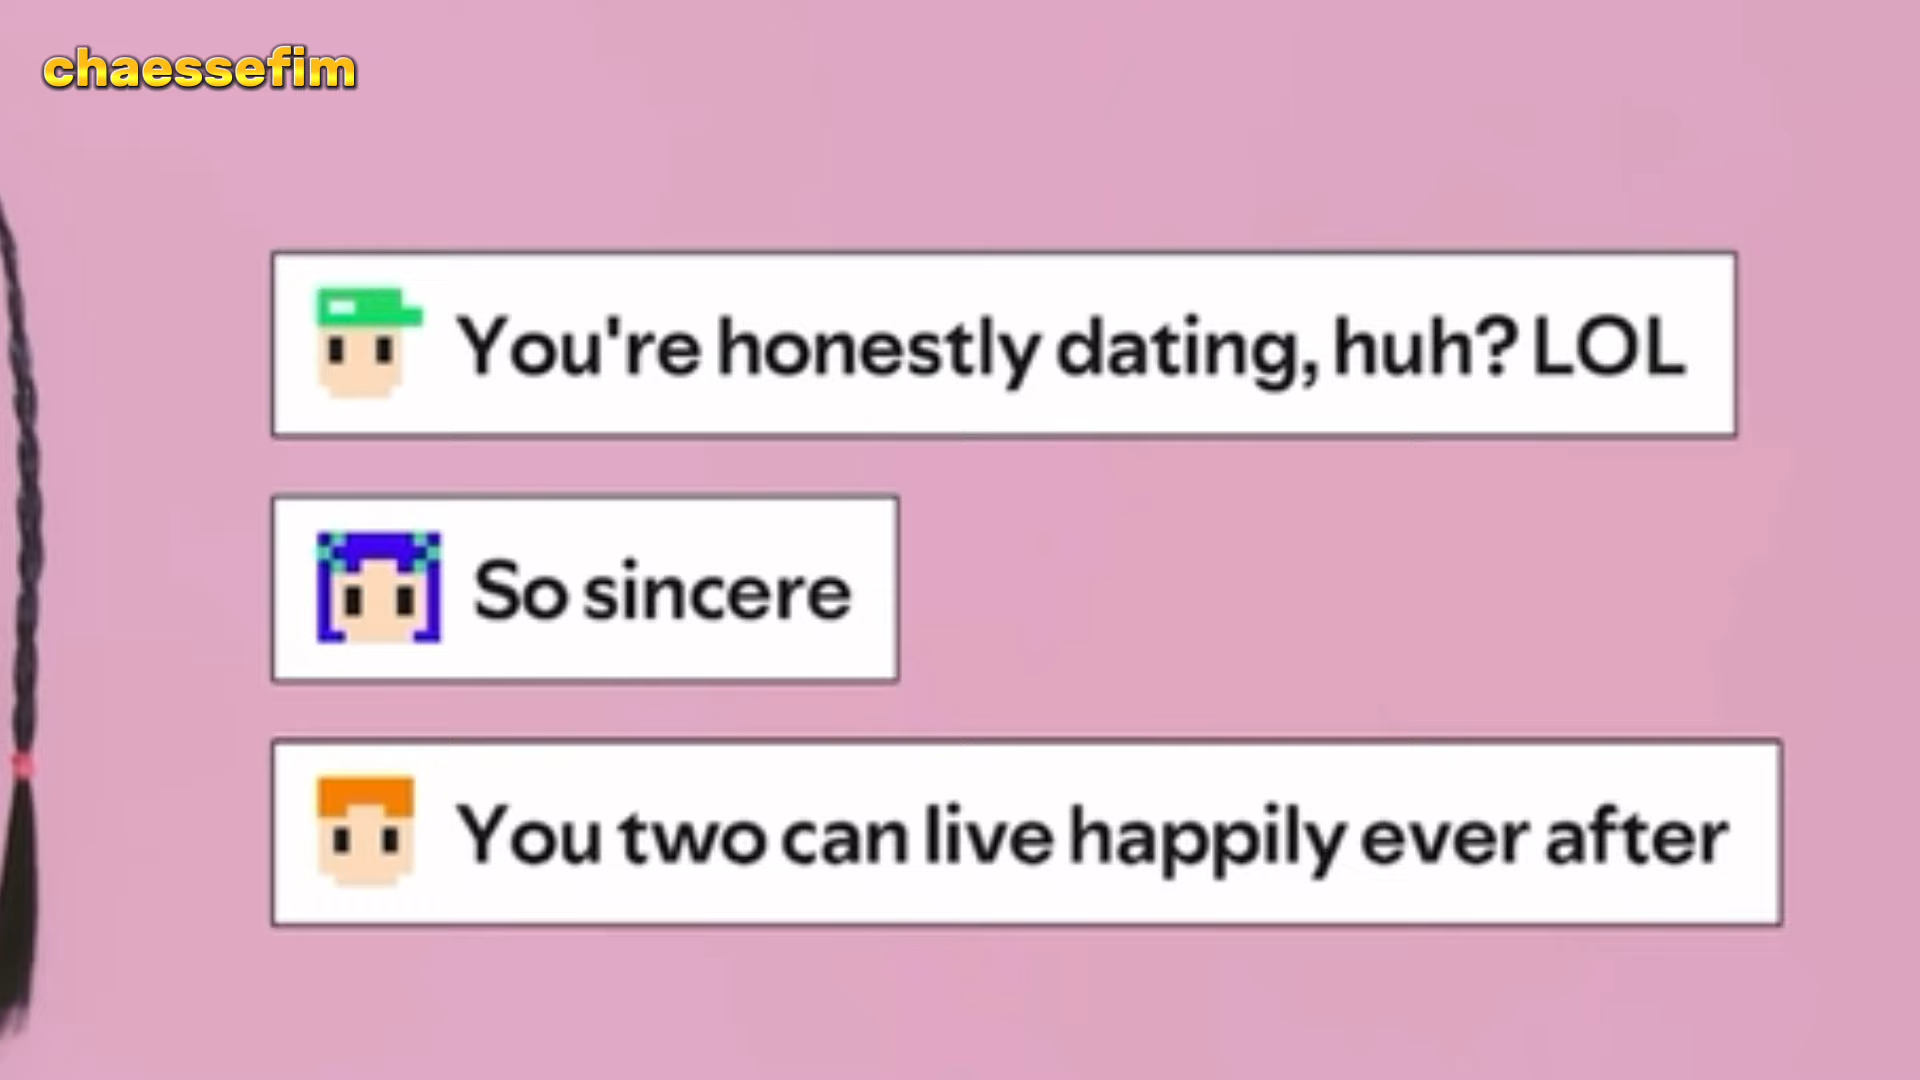 chaessefim
You're honestly dating, huh? LOL
So sincere
You two can live happily ever after